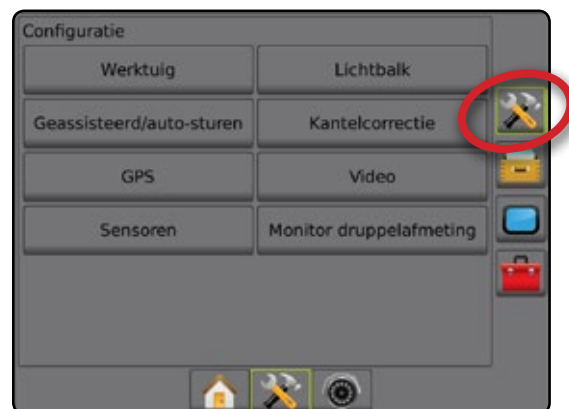 Configuratie
Werktuig
Lichtbalk
Geassisteerd/auto-sturen
Kantelcorrectie
GPS
Video
Sensoren
Monitor druppelafmeting